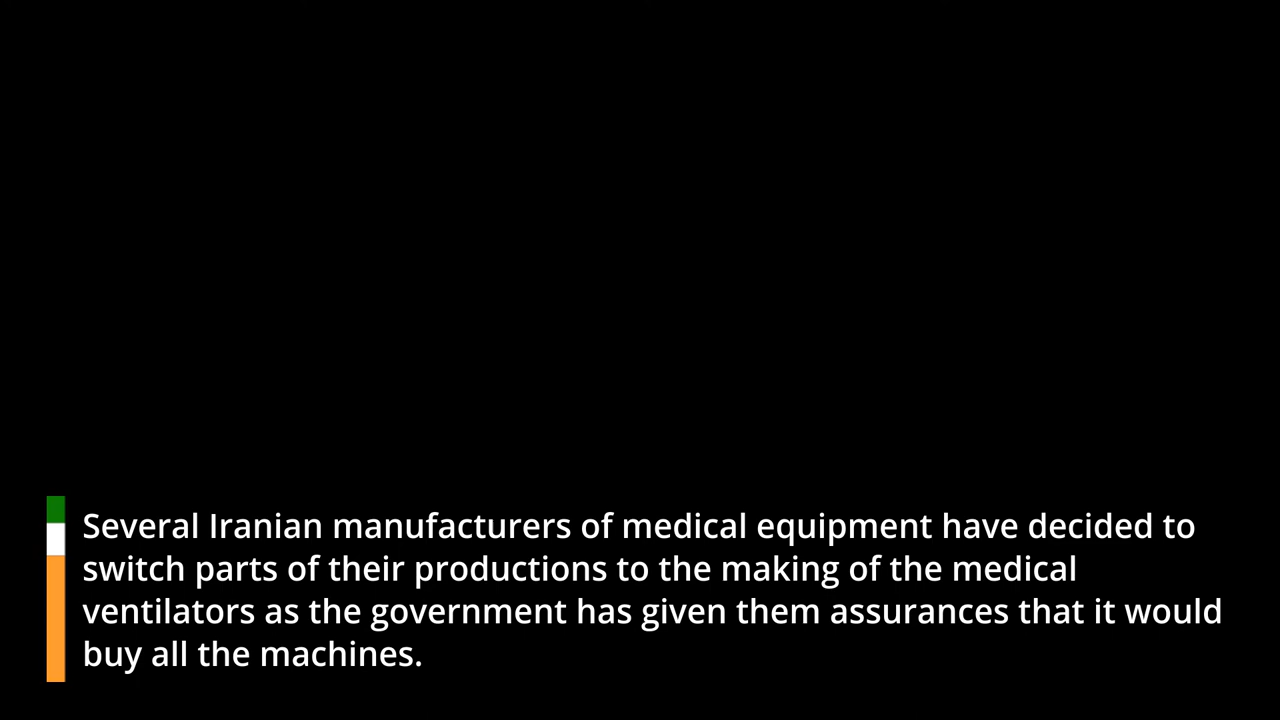 Several Iranian manufacturers of medical equipment have decided to
switch parts of their productions to the making of the medical
ventilators as the government has given them assurances that it would
buy all the machines.